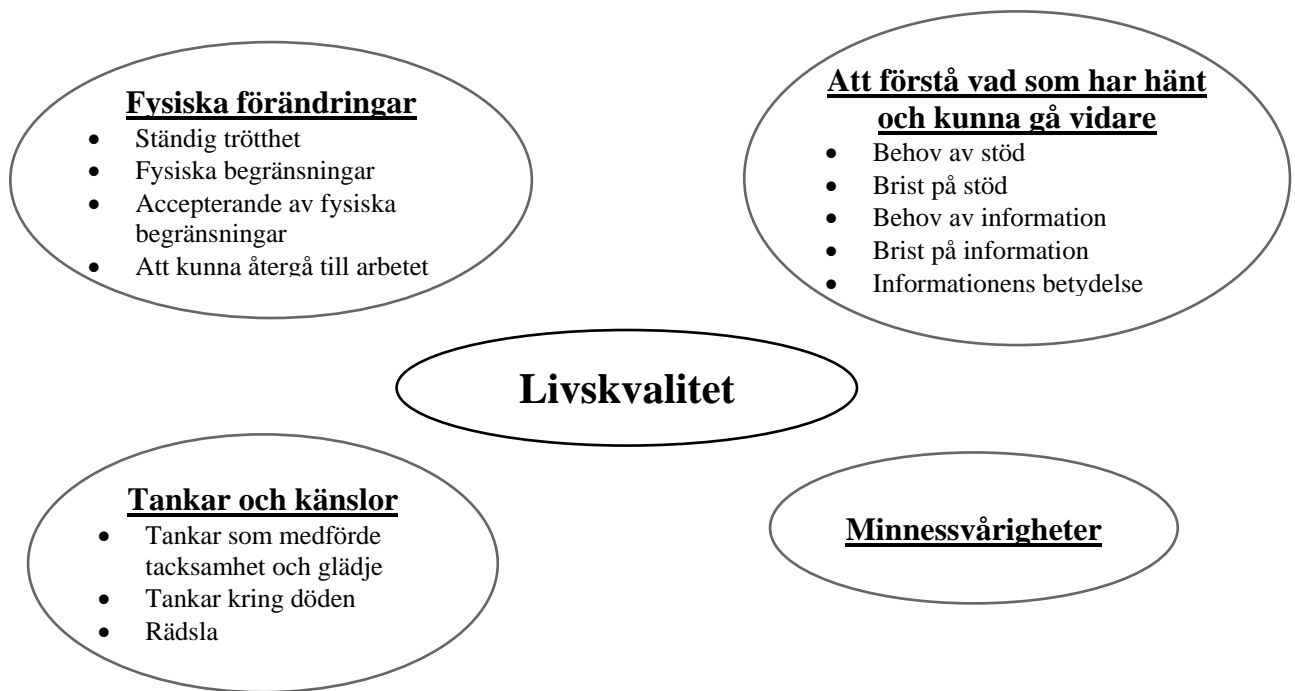 Fysiska förändringar
• Ständig trötthet
• Fysiska begränsningar
• Accepterande av fysiska
begränsningar
• Att kunna återgå till arbetet
Att förstå vad som har hänt
och kunna gå vidare
• Behov av stöd
• Brist på stöd
• Behov av information
• Brist på information
• Informationens betydelse
Livskvalitet
Tankar och känslor
• Tankar som medförde
tacksamhet och glädje
• Tankar kring döden
• Rädsla
Minnessvårigheter